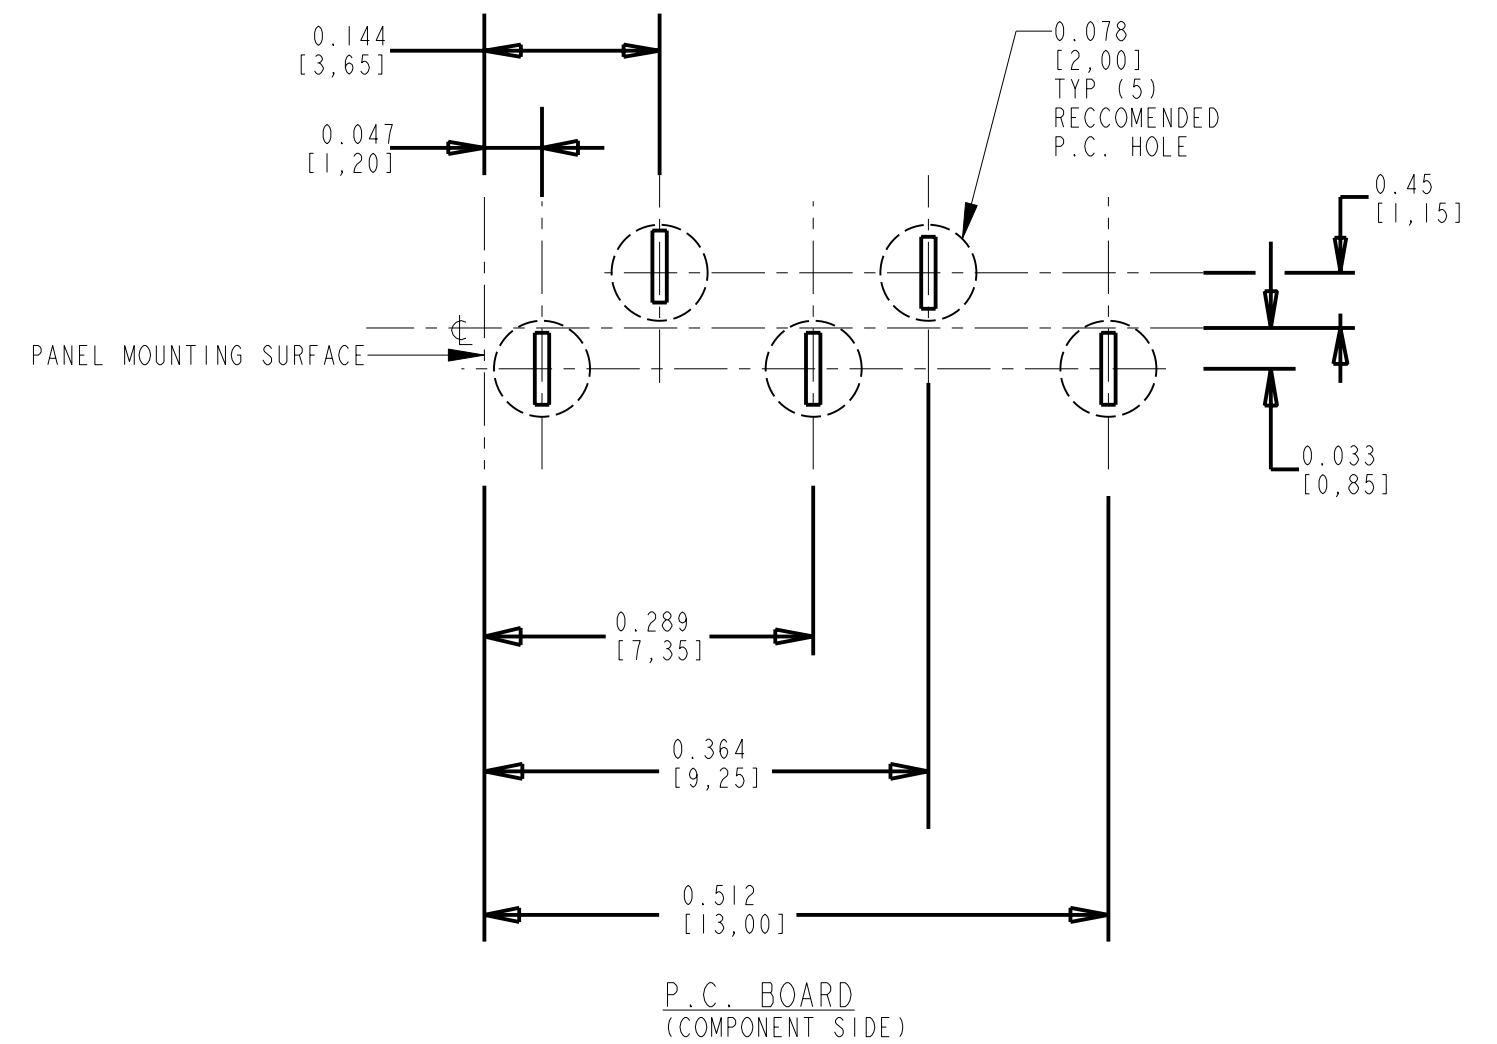 0.144
[3,65]
0.047
[1,20]
0.078
[2,00]
TYP (5)
RECCOMENDED
P.C. HOLE
0.45
[1,15]
℄
PANEL MOUNTING SURFACE
0.033
[0,85]
0.289
[7,35]
0.364
[9,25]
0.512
[13,00]
P.C. BOARD
(COMPONENT SIDE)